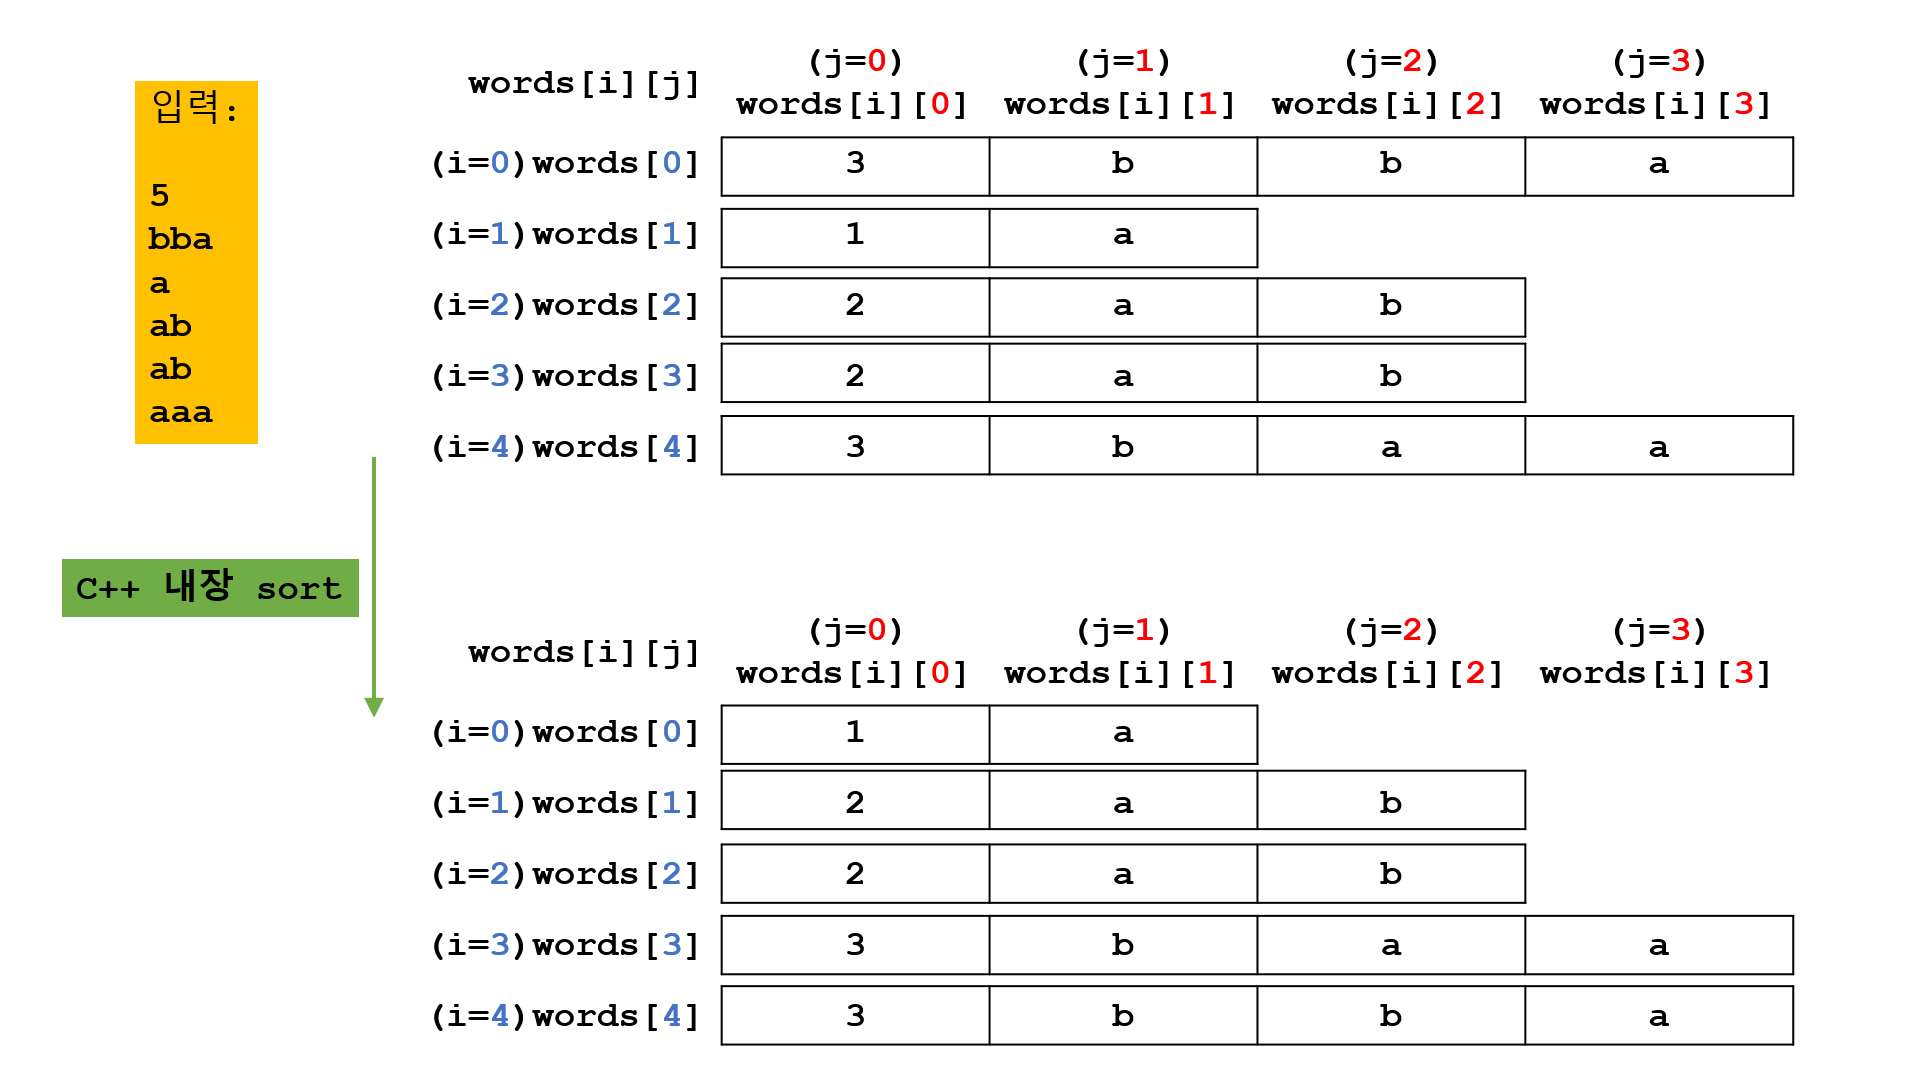 입력:
5
bba
a
ab
ab
aaa
(j=0) (j=1) (j=2) (j=3)
words[i][j] words[i][0] words[i][1] words[i][2] words[i][3]
(i=0)words[0] 3 b b a
(i=1)words[1] 1 a
(i=2)words[2] 2 a b
(i=3)words[3] 2 a b
(i=4)words[4] 3 b a a
C++ 내장 sort
(j=0) (j=1) (j=2) (j=3)
words[i][j] words[i][0] words[i][1] words[i][2] words[i][3]
(i=0)words[0] 1 a
(i=1)words[1] 2 a b
(i=2)words[2] 2 a b
(i=3)words[3] 3 b a a
(i=4)words[4] 3 b b a